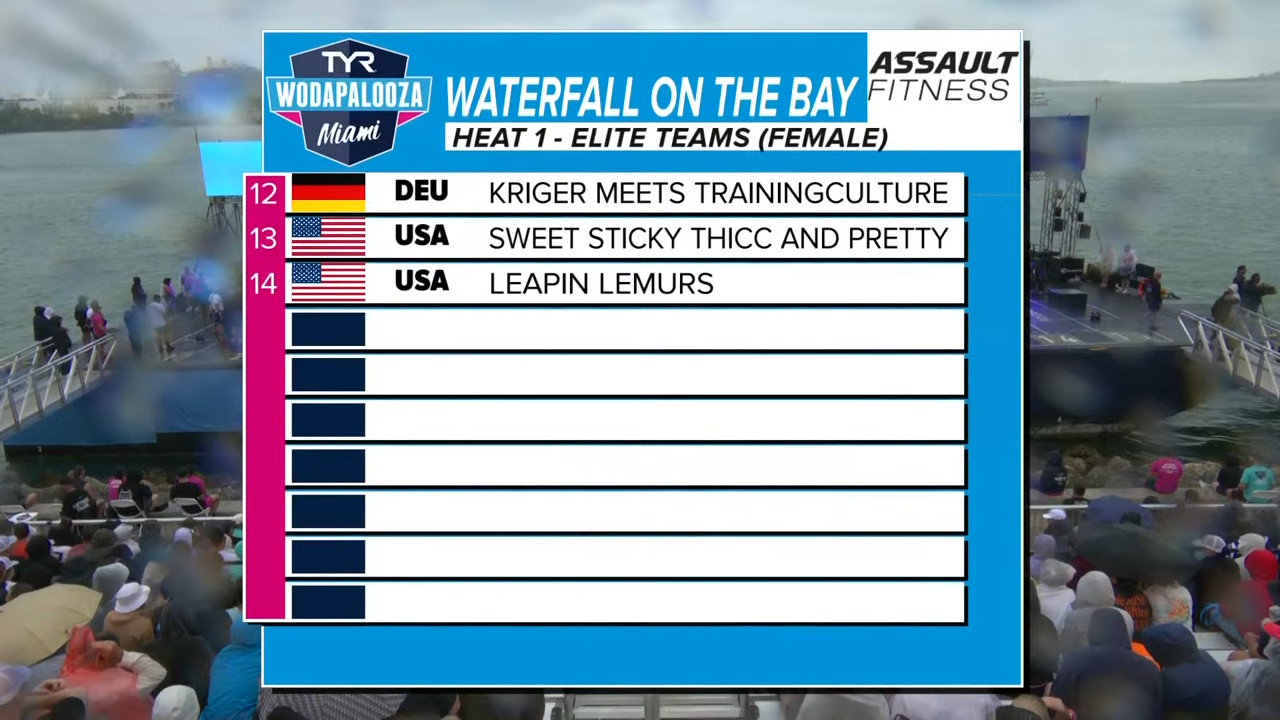 TYR
WODAPALOOZA
Miami
WATERFALL ON THE BAY
ASSAULT
FITNESS
HEAT 1 - ELITE TEAMS (FEMALE)
12 DEU KRIGER MEETS TRAININGCULTURE
13 USA SWEET STICKY THICC AND PRETTY
14 USA LEAPIN LEMURS